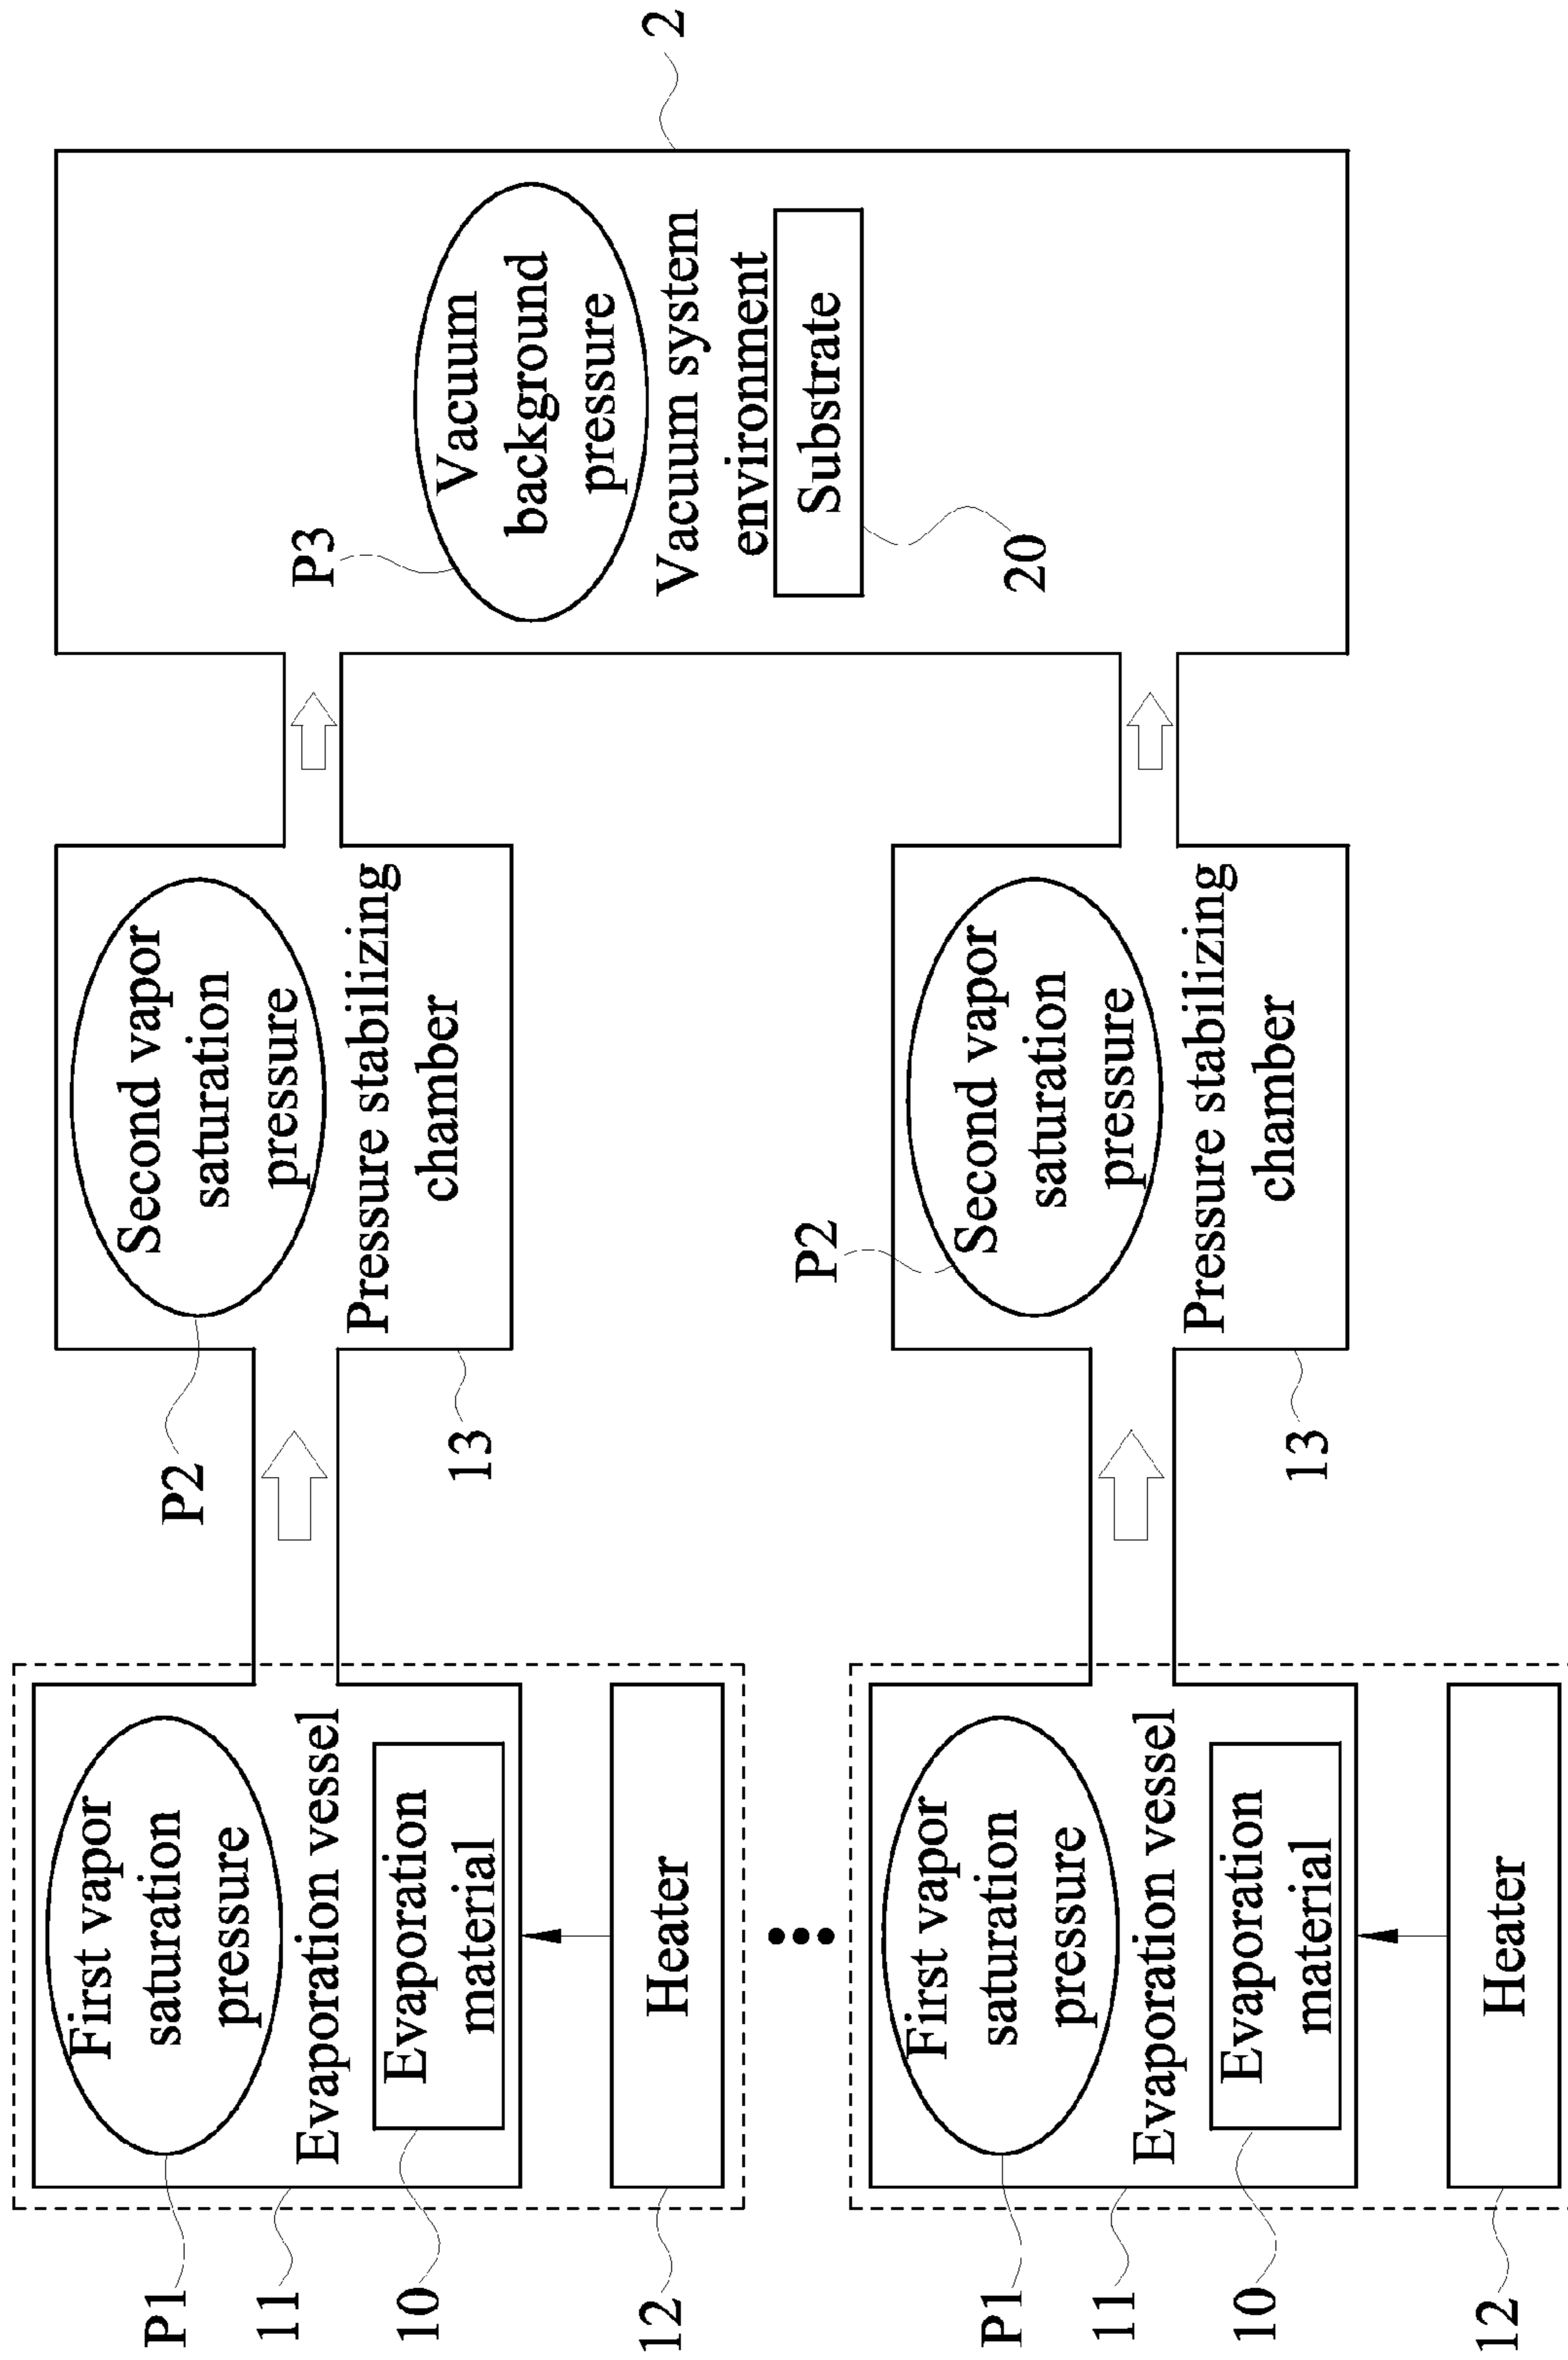 P1
First vapor
saturation
pressure
11
Evaporation vessel
10
Evaporation
material
12
Heater
P2
Second vapor
saturation
pressure
13
Pressure stabilizing
chamber
P3
Vacuum
background
pressure
Vacuum system
environment
Substrate
20
2
P1
First vapor
saturation
pressure
11
Evaporation vessel
10
Evaporation
material
12
Heater
P2
Second vapor
saturation
pressure
13
Pressure stabilizing
chamber